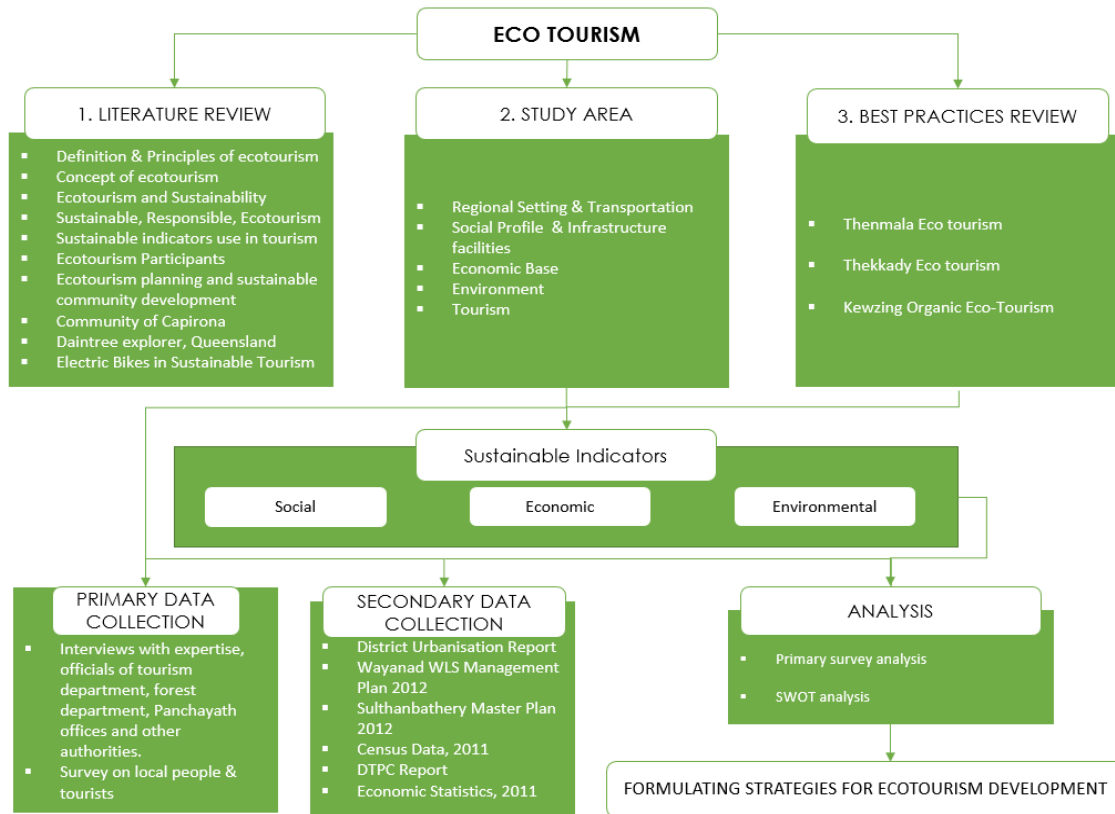 ECO TOURISM
1. LITERATURE REVIEW
▪ Definition & Principles of ecotourism
▪ Concept of ecotourism
▪ Ecotourism and Sustainability
▪ Sustainable, Responsible, Ecotourism
▪ Sustainable indicators use in tourism
▪ Ecotourism Participants
▪ Ecotourism planning and sustainable
community development
▪ Community of Capirona
▪ Daintree explorer, Queensland
▪ Electric Bikes in Sustainable Tourism
2. STUDY AREA
▪ Regional Setting & Transportation
▪ Social Profile & Infrastructure
facilities
▪ Economic Base
▪ Environment
▪ Tourism
3. BEST PRACTICES REVIEW
▪ Thenmala Eco tourism
▪ Thekkady Eco tourism
▪ Kewzing Organic Eco-Tourism
Sustainable Indicators
Social
Economic
Environmental
PRIMARY DATA
COLLECTION
▪ Interviews with expertise,
officials of tourism
department, forest
department, Panchayath
offices and other
authorities.
▪ Survey on local people &
tourists
SECONDARY DATA
COLLECTION
▪ District Urbanisation Report
▪ Wayanad WLS Management
Plan 2012
▪ Sulthanbathery Master Plan
2012
▪ Census Data, 2011
▪ DTPC Report
▪ Economic Statistics, 2011
ANALYSIS
▪ Primary survey analysis
▪ SWOT analysis
FORMULATING STRATEGIES FOR ECOTOURISM DEVELOPMENT